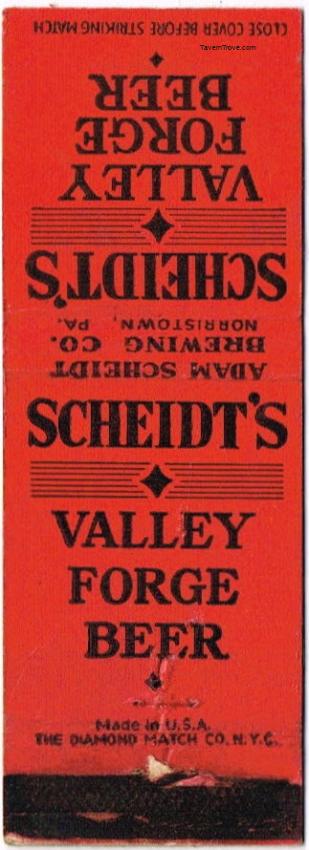 CLOSE COVER BEFORE STRIKING MATCH
TavernTrove.com
VALLEY
FORGE
BEER
SCHEIDT'S
ADAM SCHEIDT
BREWING CO.
NORRISTOWN, PA.
SCHEIDT'S
VALLEY
FORGE
BEER
Made in U.S.A.
THE DIAMOND MATCH CO. N.Y.C.